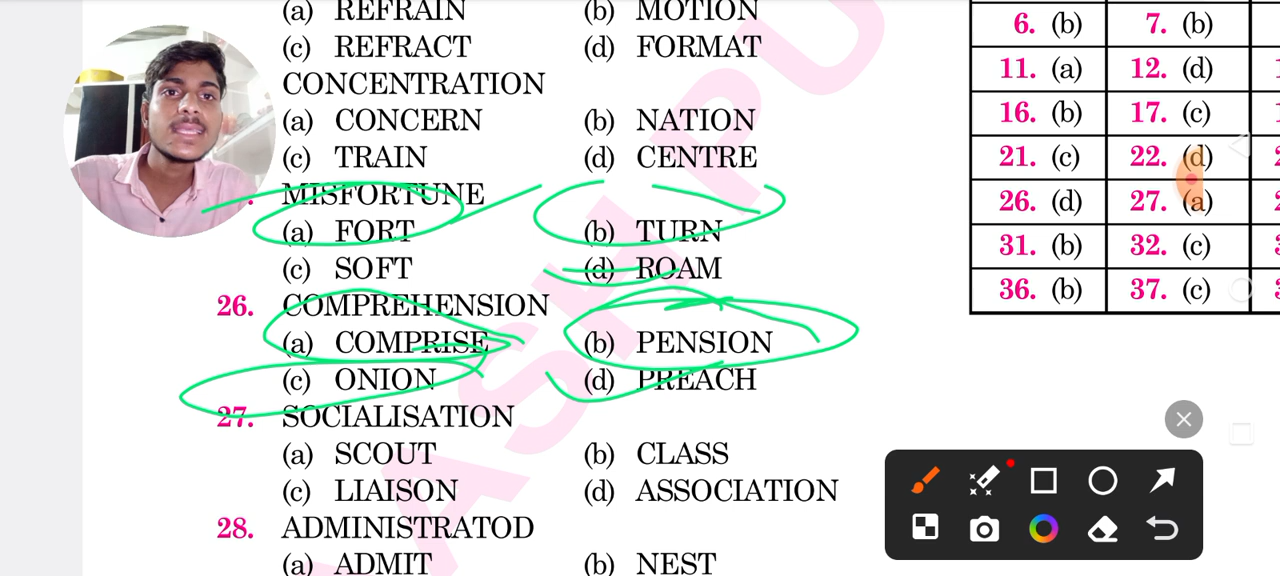 (a) REFRAIN (b) MOTION
(c) REFRACT (d) FORMAT
CONCENTRATION
(a) CONCERN (b) NATION
(c) TRAIN (d) CENTRE
. MISFORTUNE
(a) FORT (b) TURN
(c) SOFT (d) ROAM
26. COMPREHENSION
(a) COMPRISE (b) PENSION
(c) ONION (d) PREACH
27. SOCIALISATION
(a) SCOUT (b) CLASS
(c) LIAISON (d) ASSOCIATION
28. ADMINISTRATOD
(a) ADMIT (b) NEST
6. (b) 7. (b)
11. (a) 12. (d)
16. (b) 17. (c)
21. (c) 22. (d)
26. (d) 27. (a)
31. (b) 32. (c)
36. (b) 37. (c)